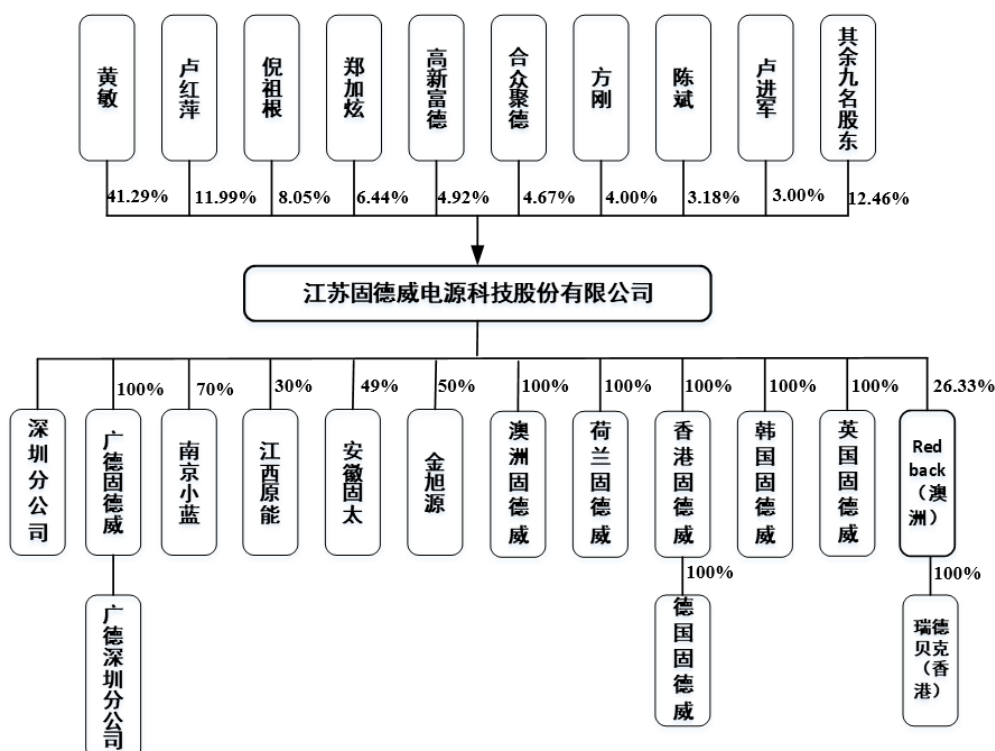 黄敏
卢红萍
倪祖根
郑加炫
高新富德
合众聚德
方刚
陈斌
卢进军
其余九名股东
41.29%
11.99%
8.05%
6.44%
4.92%
4.67%
4.00%
3.18%
3.00%
12.46%
江苏固德威电源科技股份有限公司
100%
70%
30%
49%
50%
100%
100%
100%
100%
100%
26.33%
深圳分公司
广德固德威
南京小蓝
江西原能
安徽固太
金旭源
澳洲固德威
荷兰固德威
香港固德威
韩国固德威
英国固德威
Red
back
（澳
洲）
100%
100%
广德深圳分公司
德国固德威
瑞德
贝克
（香
港）